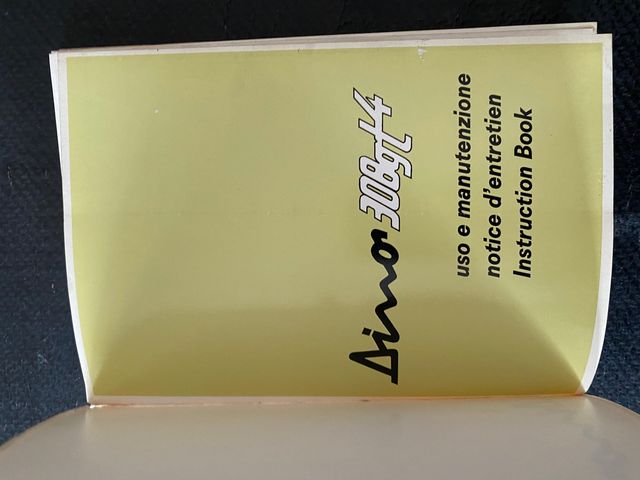 Dino 308gt4
uso e manutenzione
notice d'entretien
Instruction Book